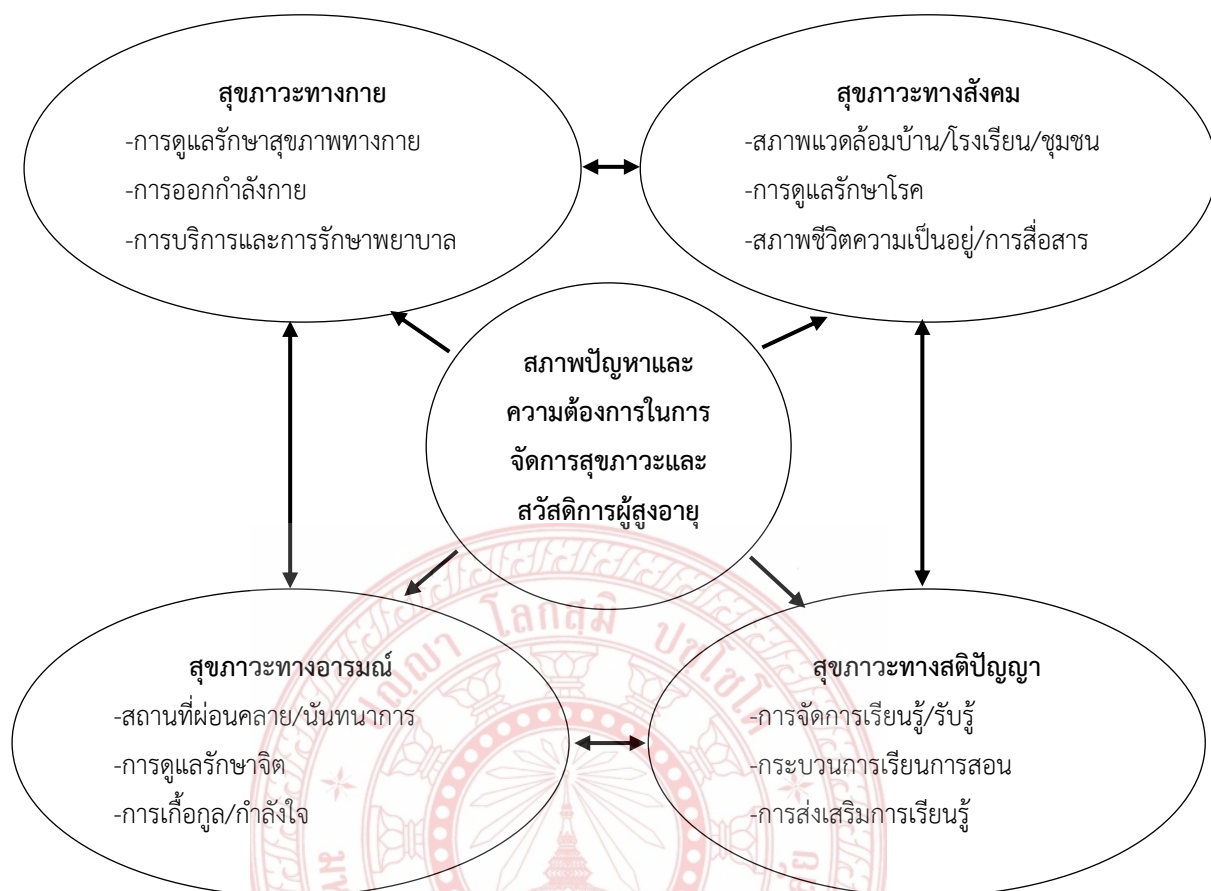 สุขภาวะทางกาย
-การดูแลรักษาสุขภาพทางกาย
-การออกกำลังกาย
-การบริการและการรักษาพยาบาล
สุขภาวะทางสังคม
-สภาพแวดล้อมบ้าน/โรงเรียน/ชุมชน
-การดูแลรักษาโรค
-สภาพชีวิตความเป็นอยู่/การสื่อสาร
สภาพปัญหาและ
ความต้องการในการ
จัดการสุขภาวะและ
สวัสดิการผู้สูงอายุ
สุขภาวะทางอารมณ์
-สถานที่ผ่อนคลาย/นันทนาการ
-การดูแลรักษาจิต
-การเกื้อกูล/กำลังใจ
สุขภาวะทางสติปัญญา
-การจัดการเรียนรู้/รับรู้
-กระบวนการเรียนการสอน
-การส่งเสริมการเรียนรู้
ปญฺญา โลกสฺมิ ปชฺโชโต